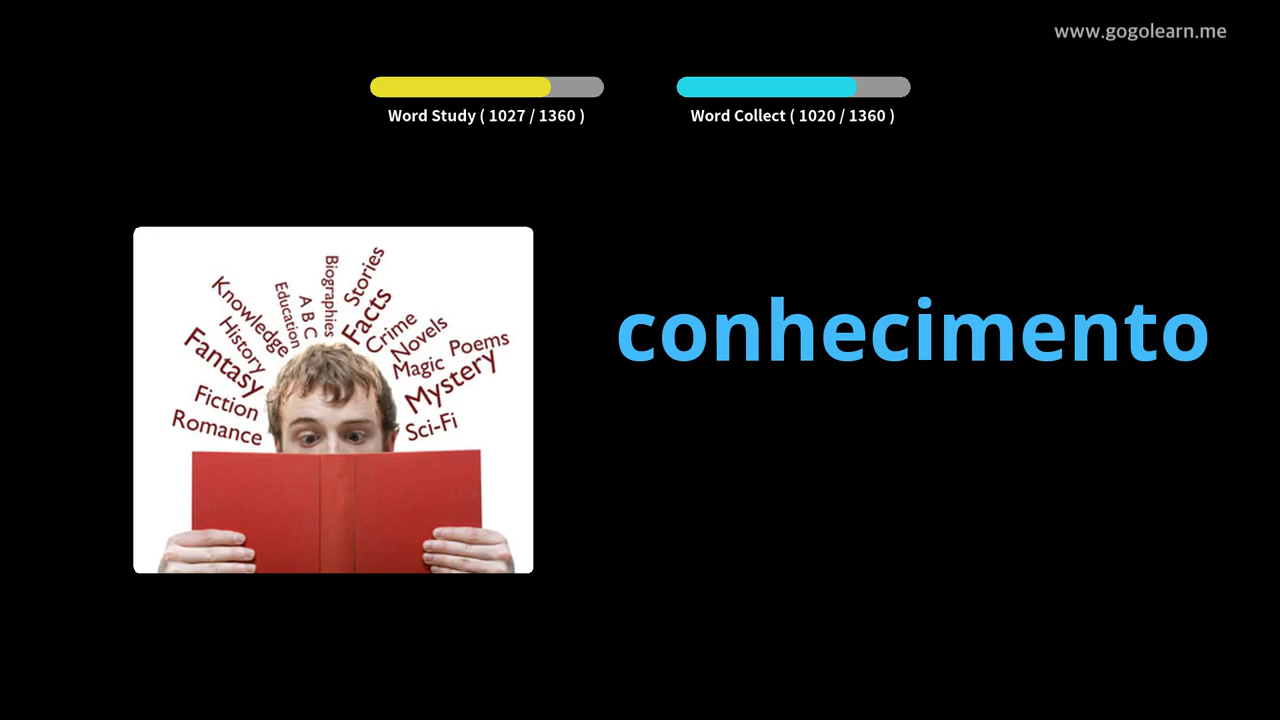 www.gogolearn.me
Word Study ( 1027 / 1360 )
Word Collect ( 1020 / 1360 )
Knowledge
Education
A B C
Biographies
Stories
Facts
Crime
Novels
Poems
History
Magic
Fantasy
Mystery
Fiction
Sci-Fi
Romance
conhecimento